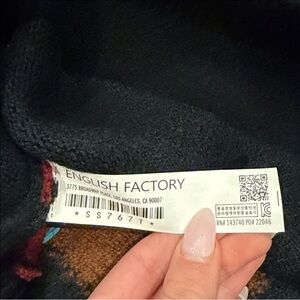 ENGLISH FACTORY
3775 BROADWAY PLACE, LOS ANGELES, CA 90007
*SS767T*
RN# 143740 PO# 22046